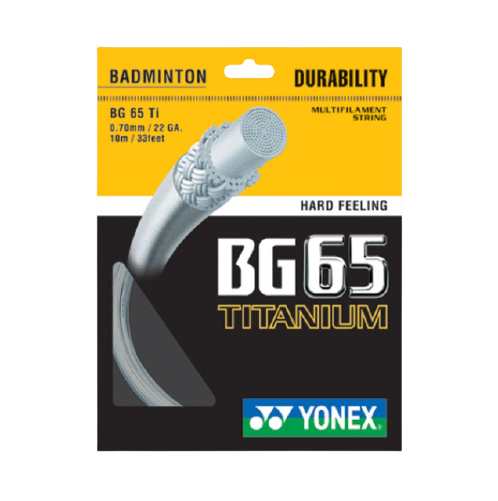 BADMINTON
DURABILITY
BG 65 Ti
0.70mm / 22 GA.
10m / 33feet
MULTIFILAMENT
STRING
HARD FEELING
BG65
TITANIUM
YONEX